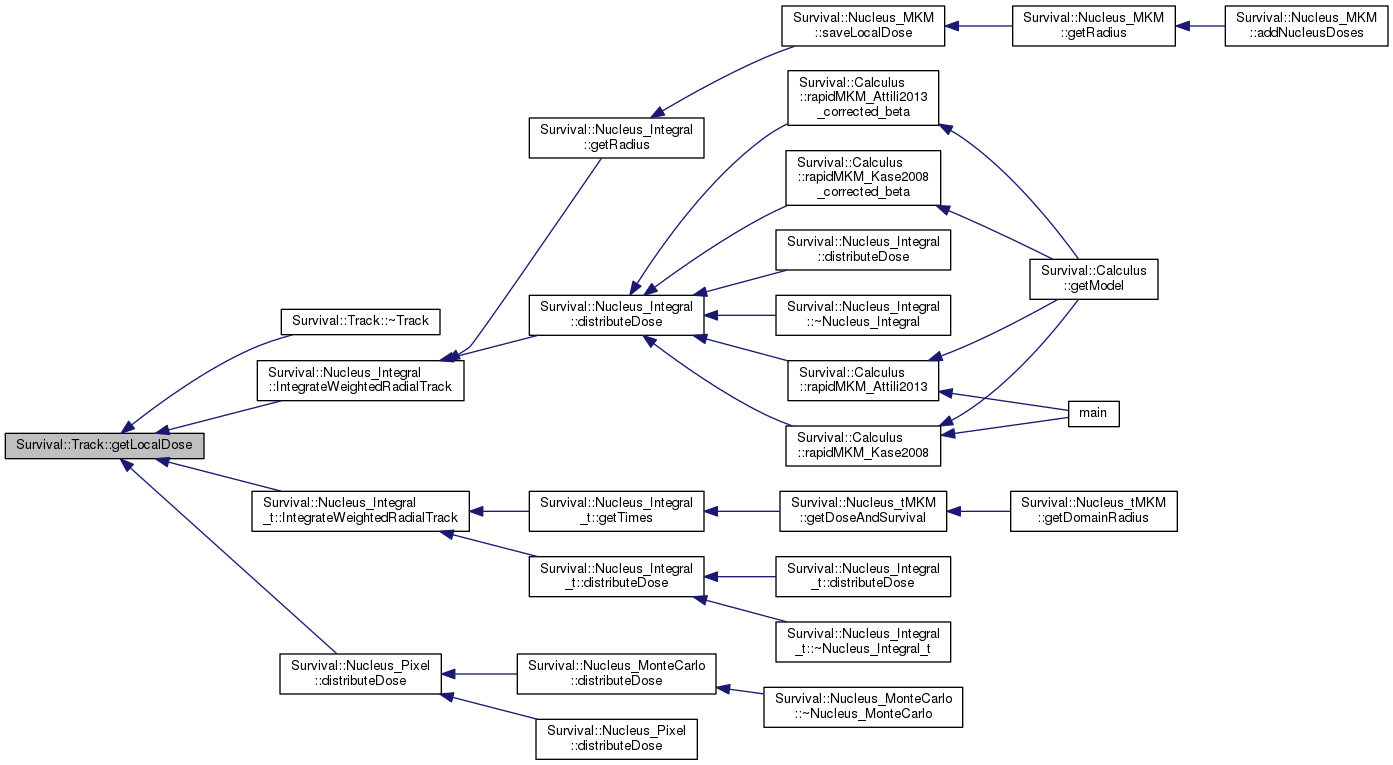 Survival::Nucleus_MKM
::saveLocalDose
Survival::Nucleus_MKM
::getRadius
Survival::Nucleus_MKM
::addNucleusDoses
Survival::Calculus
::rapidMKM_Attili2013
_corrected_beta
Survival::Nucleus_Integral
::getRadius
Survival::Calculus
::rapidMKM_Kase2008
_corrected_beta
Survival::Nucleus_Integral
::distributeDose
Survival::Calculus
::getModel
Survival::Track::~Track
Survival::Nucleus_Integral
::distributeDose
Survival::Nucleus_Integral
::~Nucleus_Integral
Survival::Nucleus_Integral
::IntegrateWeightedRadialTrack
Survival::Calculus
::rapidMKM_Attili2013
main
Survival::Track::getLocalDose
Survival::Calculus
::rapidMKM_Kase2008
Survival::Nucleus_Integral
_t::IntegrateWeightedRadialTrack
Survival::Nucleus_Integral
_t::getTimes
Survival::Nucleus_tMKM
::getDoseAndSurvival
Survival::Nucleus_tMKM
::getDomainRadius
Survival::Nucleus_Integral
_t::distributeDose
Survival::Nucleus_Integral
_t::distributeDose
Survival::Nucleus_Integral
_t::~Nucleus_Integral_t
Survival::Nucleus_Pixel
::distributeDose
Survival::Nucleus_MonteCarlo
::distributeDose
Survival::Nucleus_MonteCarlo
::~Nucleus_MonteCarlo
Survival::Nucleus_Pixel
::distributeDose